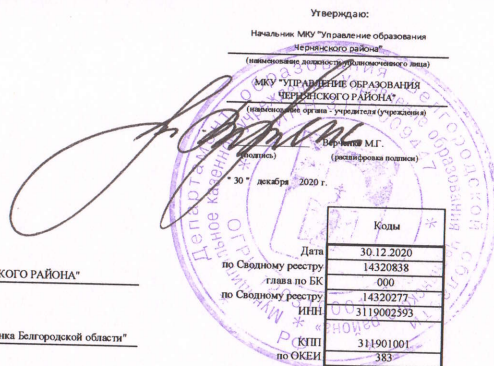 Утверждаю:
Начальник МКУ "Управление образования
Чернянского района"
(наименование должности уполномоченного лица)
МКУ "УПРАВЛЕНИЕ ОБРАЗОВАНИЯ
ЧЕРНЯНСКОГО РАЙОНА"
(наименование органа - учредителя (учреждения)
М.Г.
(подпись) (расшифровка подписи)
" 30 " декабря 2020 г.
Коды
Дата 30.12.2020
по Сводному реестру 14320838
глава по БК 000
по Сводному реестру 14320277
ИНН 3119002593
КОГО РАЙОНА"
нка Белгородской области"
КПП 311901001
по ОКЕИ 383